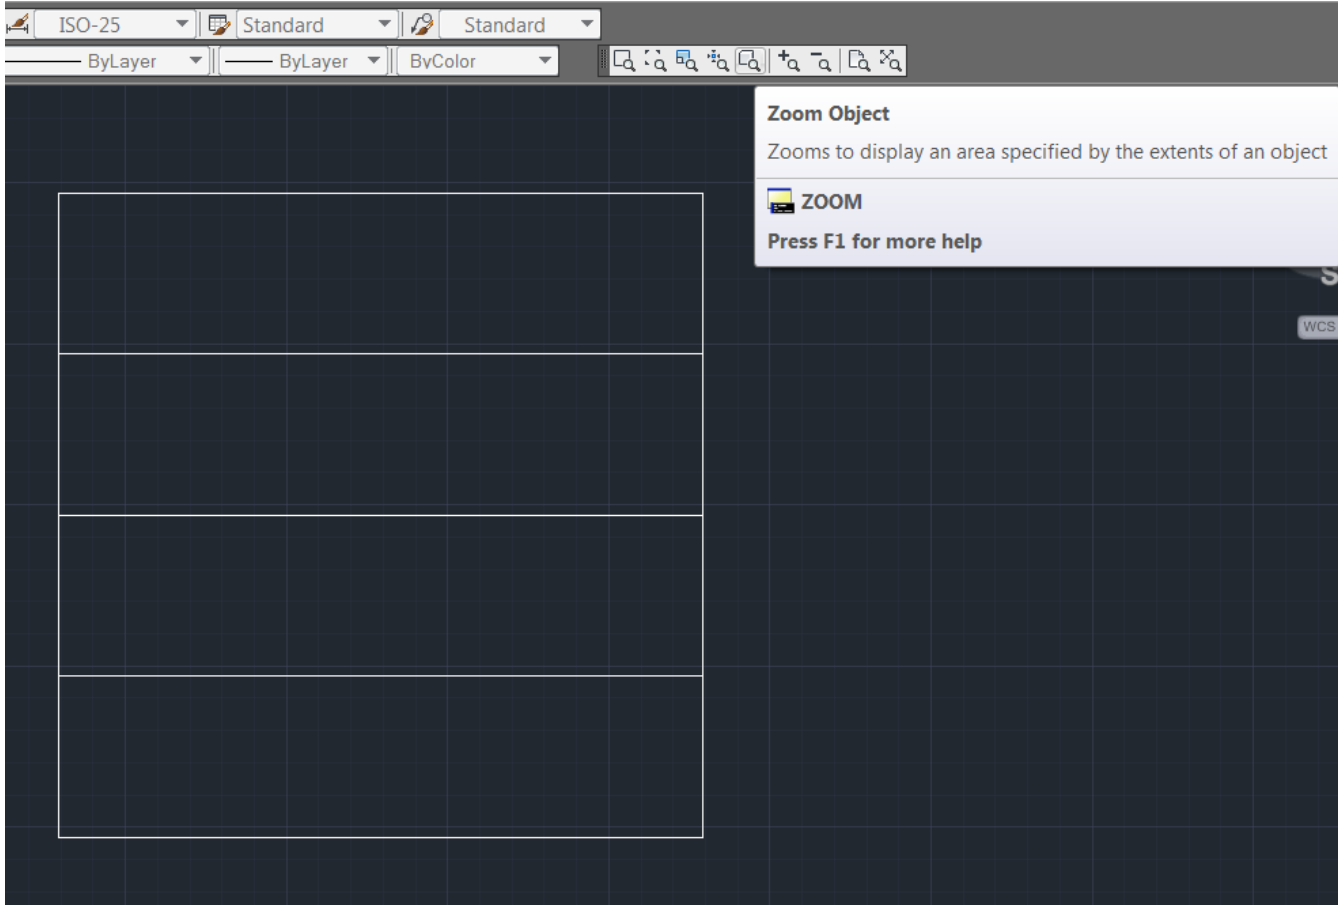 ISO-25 Standard Standard
ByLayer ByLayer ByColor
Zoom Object
Zooms to display an area specified by the extents of an object
ZOOM
Press F1 for more help
S
WCS